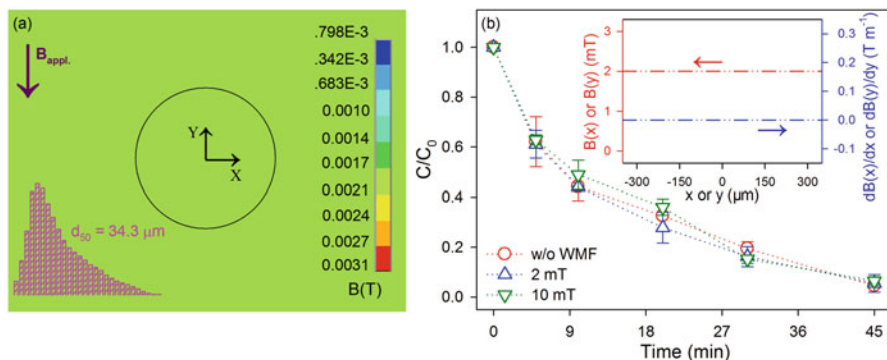 (a)
B_appl.
Y
X
d50 = 34.3 μm
.798E-3
.342E-3
.683E-3
0.0010
0.0014
0.0017
0.0021
0.0024
0.0027
0.0031
B(T)
(b)
C/C0
1.0
0.8
0.6
0.4
0.2
0.0
w/o WMF
2 mT
10 mT
0 9 18 27 36 45
Time (min)
B(x) or B(y) (mT)
3
2
1
0
0.3
0.2
0.1
0.0
-0.1
dB(x)/dx or dB(y)/dy (T m-1)
-300 -150 0 150 300
x or y (μm)